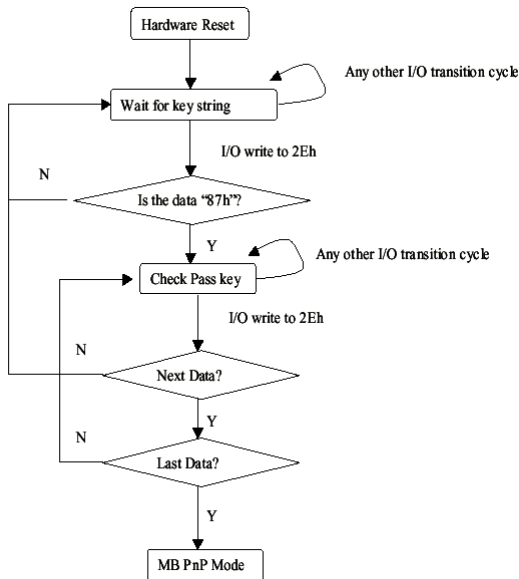 Hardware Reset
Any other I/O transition cycle
Wait for key string
I/O write to 2Eh
N
Is the data “87h”?
Y
Any other I/O transition cycle
Check Pass key
I/O write to 2Eh
N
Next Data?
Y
N
Last Data?
Y
MB PnP Mode